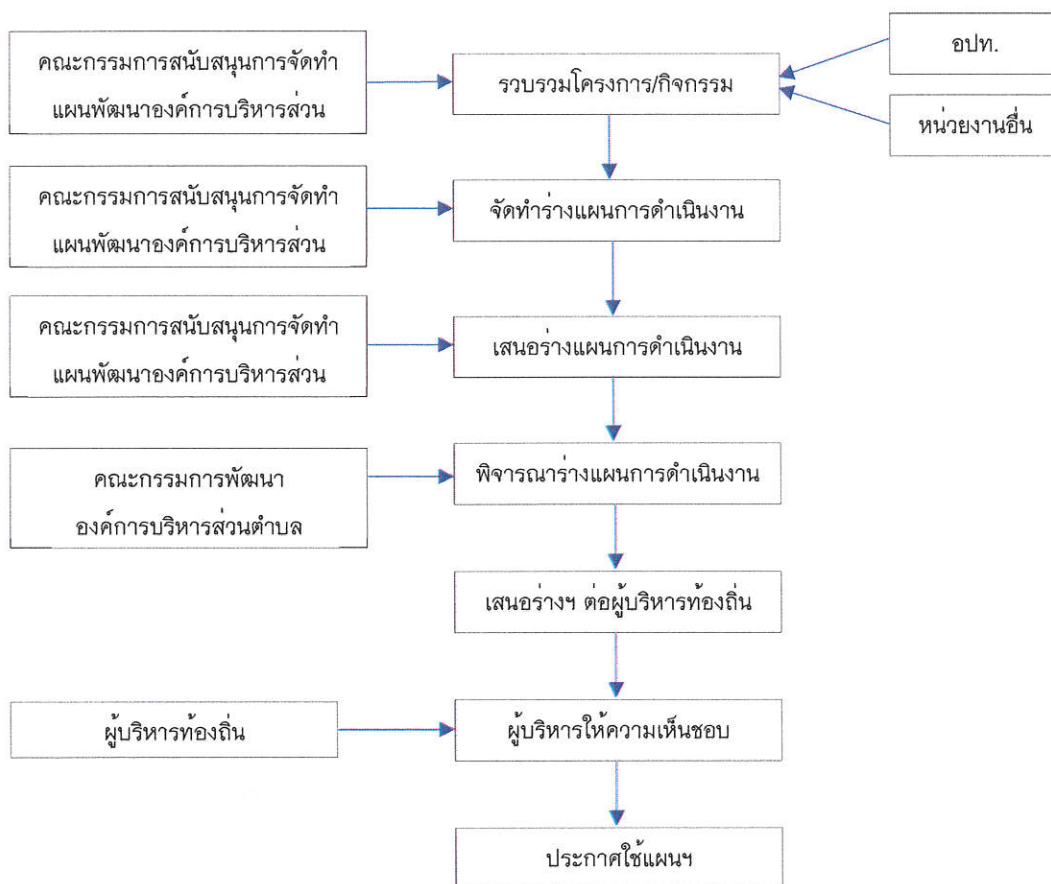 คณะกรรมการสนับสนุนการจัดทำ
แผนพัฒนาองค์การบริหารส่วน
รวบรวมโครงการ/กิจกรรม
อปท.
หน่วยงานอื่น
คณะกรรมการสนับสนุนการจัดทำ
แผนพัฒนาองค์การบริหารส่วน
จัดทำร่างแผนการดำเนินงาน
คณะกรรมการสนับสนุนการจัดทำ
แผนพัฒนาองค์การบริหารส่วน
เสนอร่างแผนการดำเนินงาน
คณะกรรมการพัฒนา
องค์การบริหารส่วนตำบล
พิจารณาร่างแผนการดำเนินงาน
เสนอร่างฯ ต่อผู้บริหารท้องถิ่น
ผู้บริหารท้องถิ่น
ผู้บริหารให้ความเห็นชอบ
ประกาศใช้แผนฯ